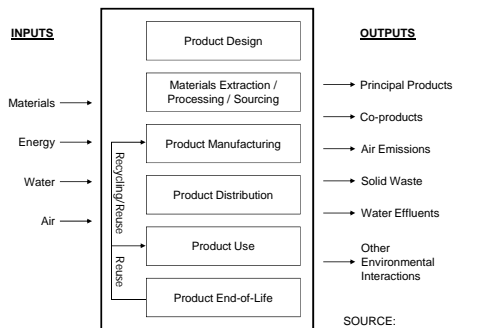 INPUTS
OUTPUTS
Product Design
Materials Extraction /
Processing / Sourcing
Product Manufacturing
Product Distribution
Product Use
Product End-of-Life
Materials
Energy
Water
Air
Recycling/Reuse
Reuse
Principal Products
Co-products
Air Emissions
Solid Waste
Water Effluents
Other
Environmental
Interactions
SOURCE: